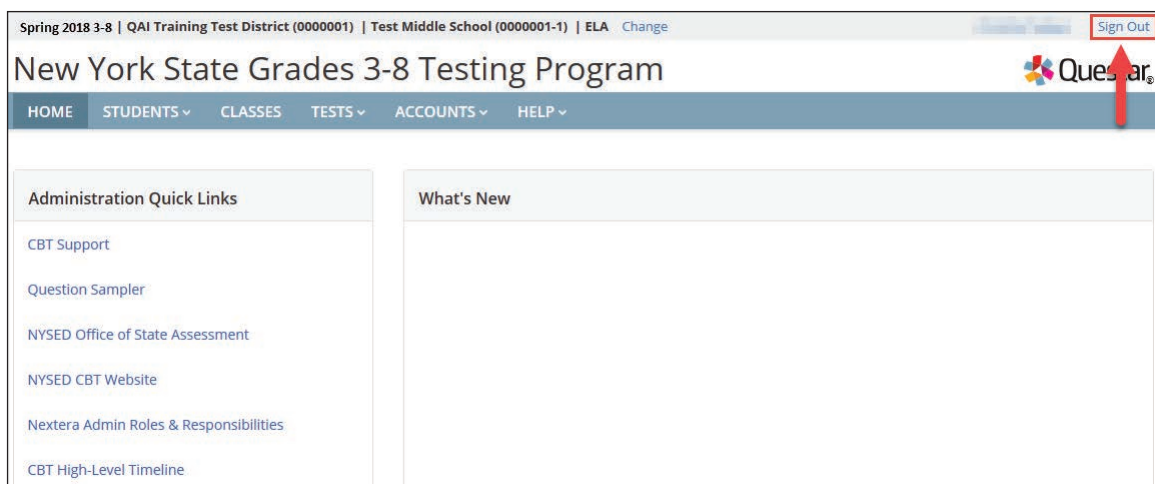 Spring 2018 3-8 | QAI Training Test District (0000001) | Test Middle School (0000001-1) | ELA Change
Sign Out
New York State Grades 3-8 Testing Program
Questar®
HOME STUDENTS CLASSES TESTS ACCOUNTS HELP
Administration Quick Links
CBT Support
Question Sampler
NYSED Office of State Assessment
NYSED CBT Website
Nextera Admin Roles & Responsibilities
CBT High-Level Timeline
What's New